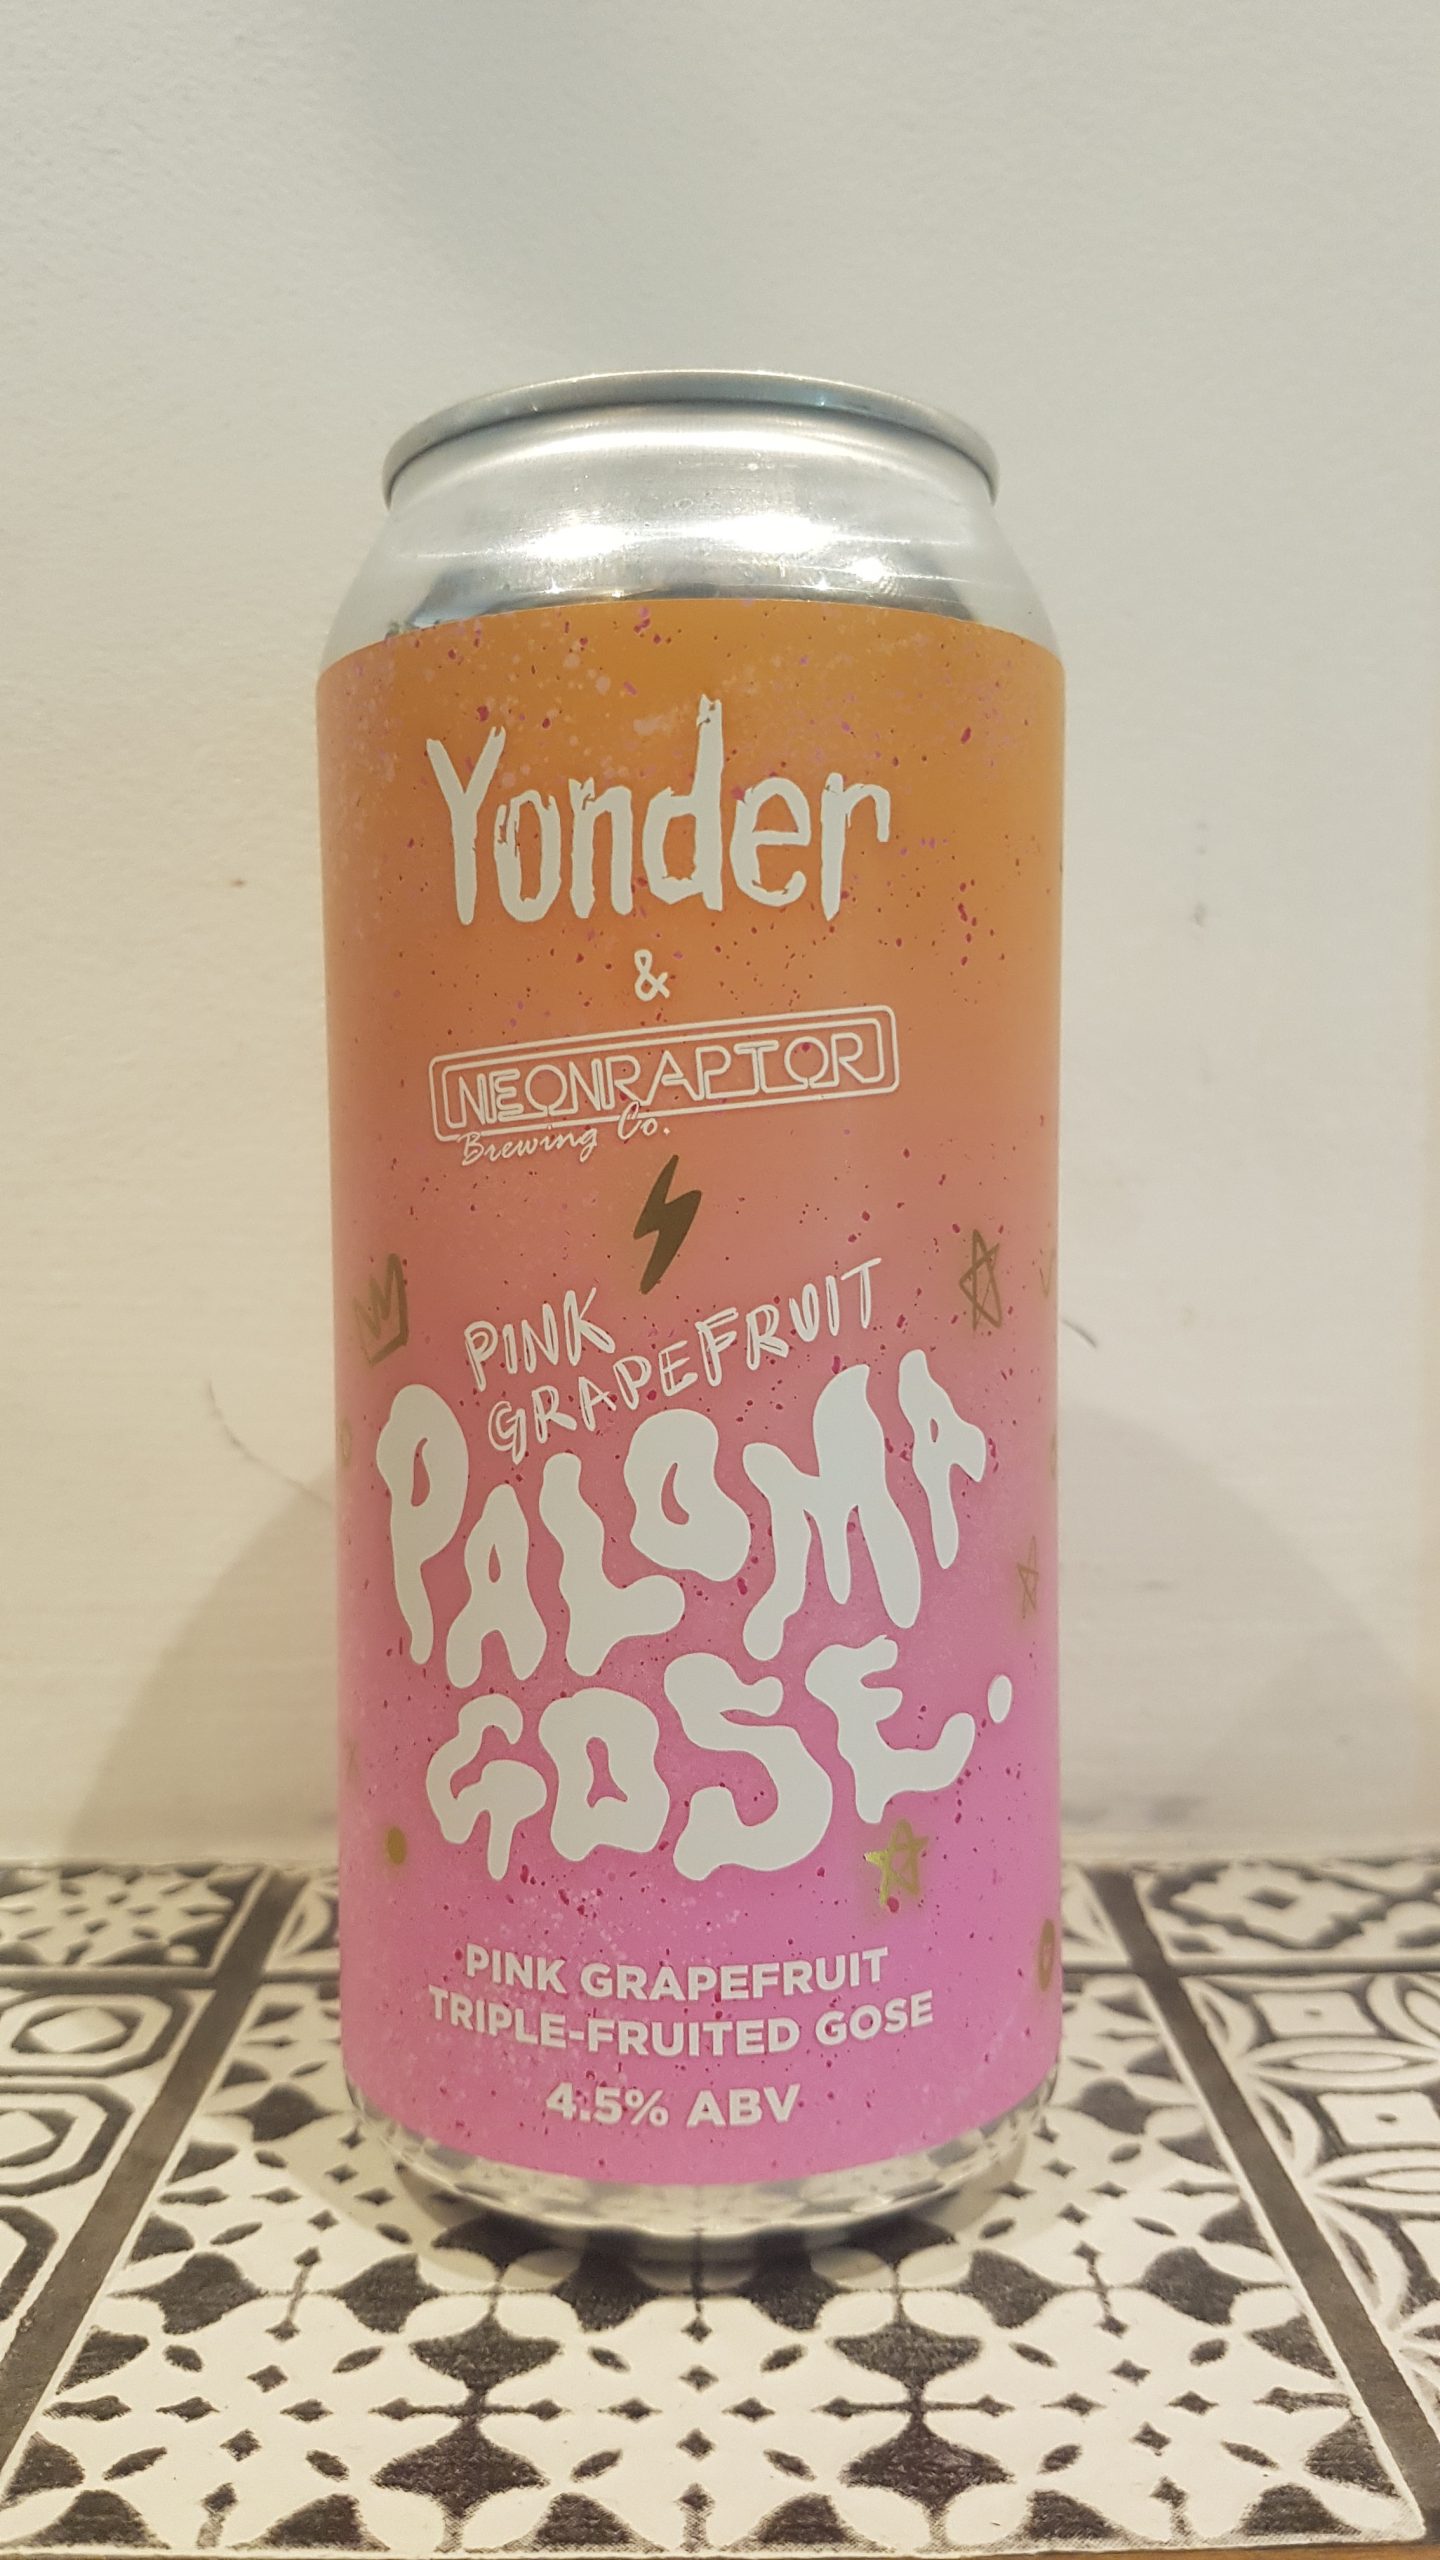 Yonder
&
NEONRAPTOR
Brewing Co.
PINK
GRAPEFRUIT
PALOMA
GOSE.
PINK GRAPEFRUIT
TRIPLE-FRUITED GOSE
4.5% ABV